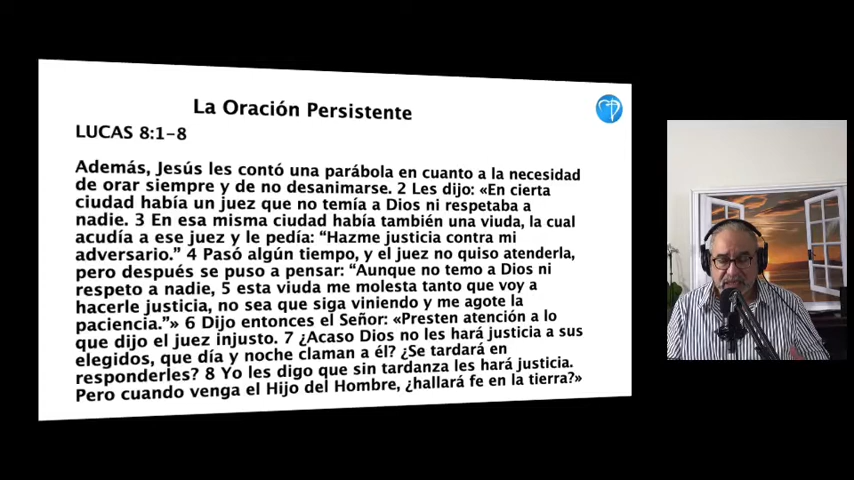 La Oración Persistente
LUCAS 8:1-8
Además, Jesús les contó una parábola en cuanto a la necesidad
de orar siempre y de no desanimarse. 2 Les dijo: «En cierta
ciudad había un juez que no temía a Dios ni respetaba a
nadie. 3 En esa misma ciudad había también una viuda, la cual
acudía a ese juez y le pedía: “Hazme justicia contra mi
adversario.” 4 Pasó algún tiempo, y el juez no quiso atenderla,
pero después se puso a pensar: “Aunque no temo a Dios ni
respeto a nadie, 5 esta viuda me molesta tanto que voy a
hacerle justicia, no sea que siga viniendo y me agote la
paciencia.”» 6 Dijo entonces el Señor: «Presten atención a lo
que dijo el juez injusto. 7 ¿Acaso Dios no les hará justicia a sus
elegidos, que día y noche claman a él? ¿Se tardará en
responderles? 8 Yo les digo que sin tardanza les hará justicia.
Pero cuando venga el Hijo del Hombre, ¿hallará fe en la tierra?»